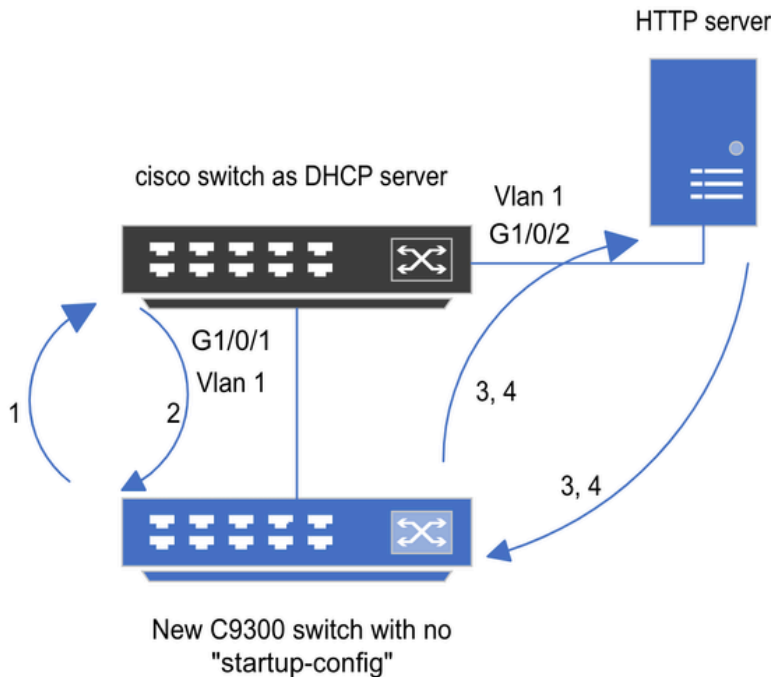 HTTP server
cisco switch as DHCP server
Vlan 1
G1/0/2
G1/0/1
Vlan 1
1
2
3, 4
3, 4
New C9300 switch with no
"startup-config"